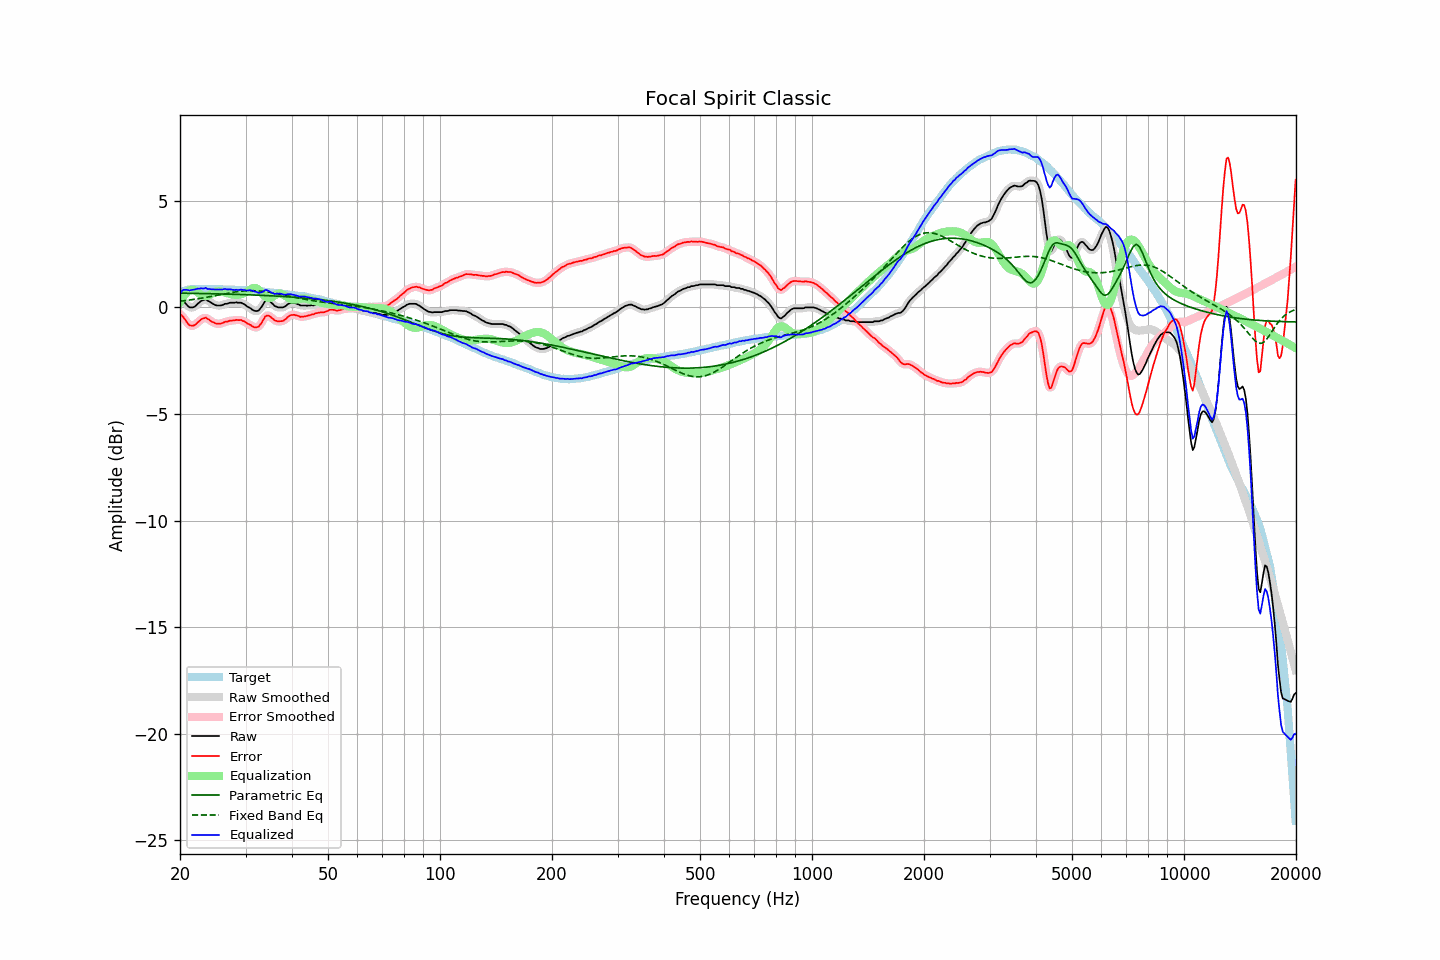 Focal Spirit Classic
Amplitude (dBr)
5
0
−5
−10
−15
−20
−25
Target
Raw Smoothed
Error Smoothed
Raw
Error
Equalization
Parametric Eq
Fixed Band Eq
Equalized
20 50 100 200 500 1000 2000 5000 10000 20000
Frequency (Hz)